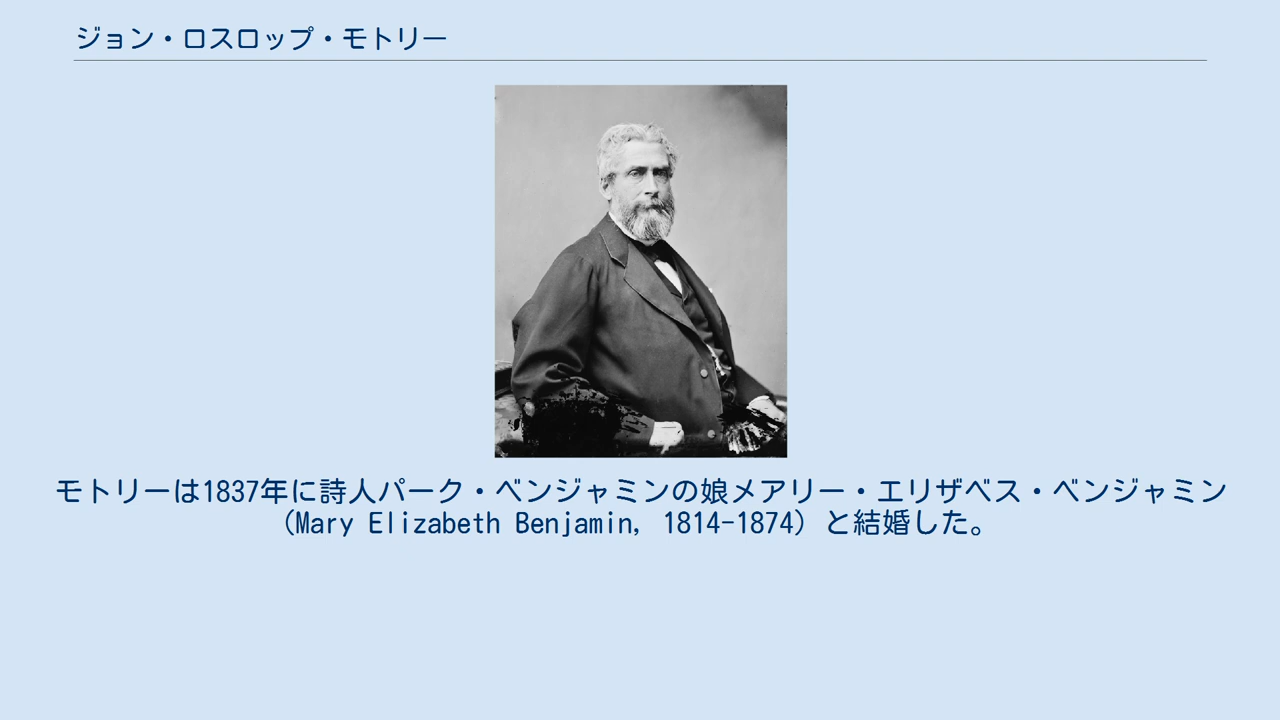 ジョン・ロスロップ・モトリー
モトリーは1837年に詩人パーク・ベンジャミンの娘メアリー・エリザベス・ベンジャミン
（Mary Elizabeth Benjamin, 1814-1874）と結婚した。